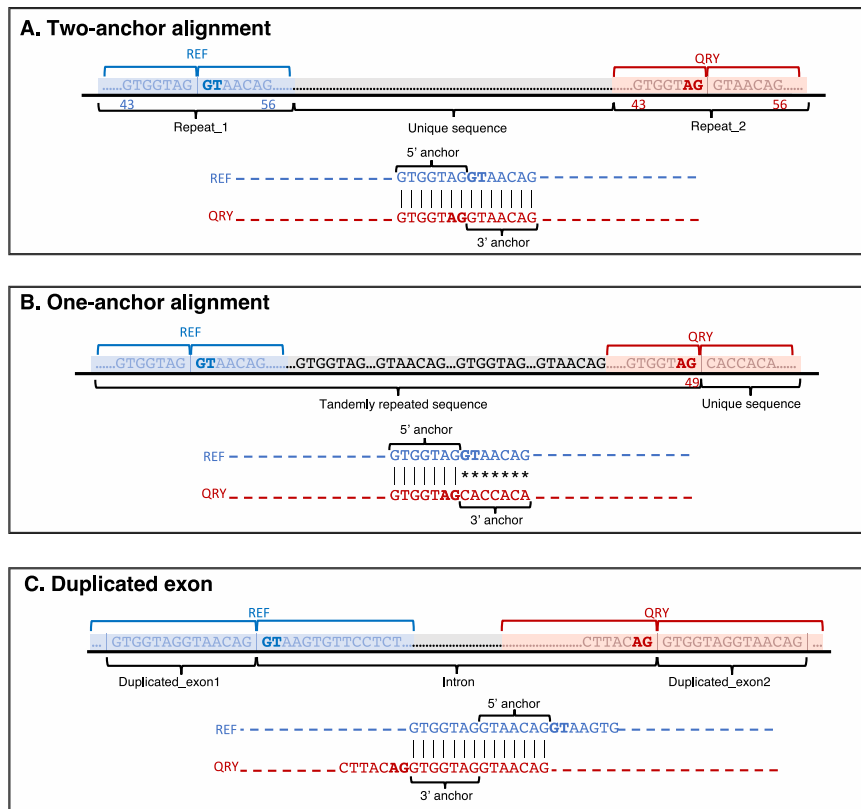 A. Two-anchor alignment
REF QRY
......GTGGTAG GTAACAG...... GTGGTAG GTAACAG......
43 56 43 56
Repeat_1 Unique sequence Repeat_2
5' anchor
REF GTGGTAGGTAACAG
QRY GTGGTAGGTAACAG
3' anchor
B. One-anchor alignment
REF QRY
......GTGGTAG GTAACAG......GTGGTAG...GTAACAG...GTGGTAG...GTAACAG......GTGGTAG CACCACA......
49
Tandemly repeated sequence Unique sequence
5' anchor
REF GTGGTAGGTAACAG
*******
QRY GTGGTAGCACCACA
3' anchor
C. Duplicated exon
REF QRY
... GTGGTAGGTAACAG GTAAGTGTTCCTCT......CTTACAG GTGGTAGGTAACAG ...
Duplicated_exon1 Intron Duplicated_exon2
5' anchor
REF GTGGTAGGTAACAGGTAAGTG
QRY CTTACAGGTGGTAGGTAACAG
3' anchor